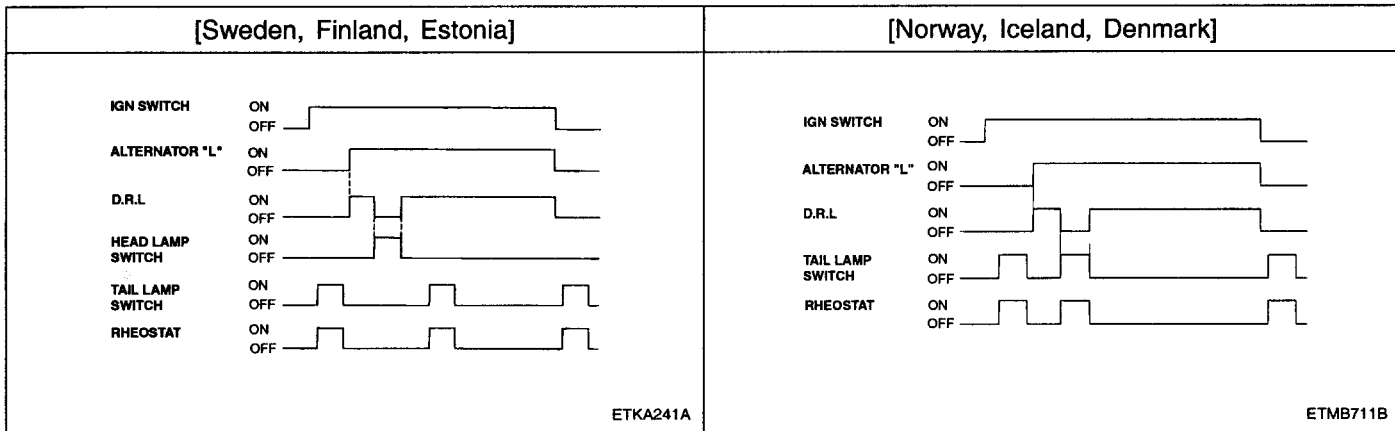 [Sweden, Finland, Estonia]
IGN SWITCH ON
OFF
ALTERNATOR "L" ON
OFF
D.R.L ON
OFF
HEAD LAMP ON
SWITCH OFF
TAIL LAMP ON
SWITCH OFF
RHEOSTAT ON
OFF
ETKA241A
[Norway, Iceland, Denmark]
IGN SWITCH ON
OFF
ALTERNATOR "L" ON
OFF
D.R.L ON
OFF
TAIL LAMP ON
SWITCH OFF
RHEOSTAT ON
OFF
ETMB711B